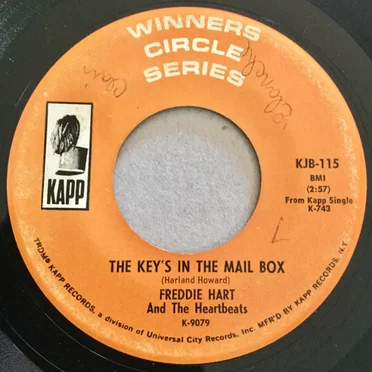 WINNERS
CIRCLE
SERIES
KAPP
KJB-115
BMI
(2:57)
From Kapp Single
K-743
THE KEY'S IN THE MAIL BOX
(Harland Howard)
FREDDIE HART
And The Heartbeats
K-9079
TRDMK KAPP RECORDS, a division of Universal City Records, Inc. MFR'D BY KAPP RECORDS, N.Y.